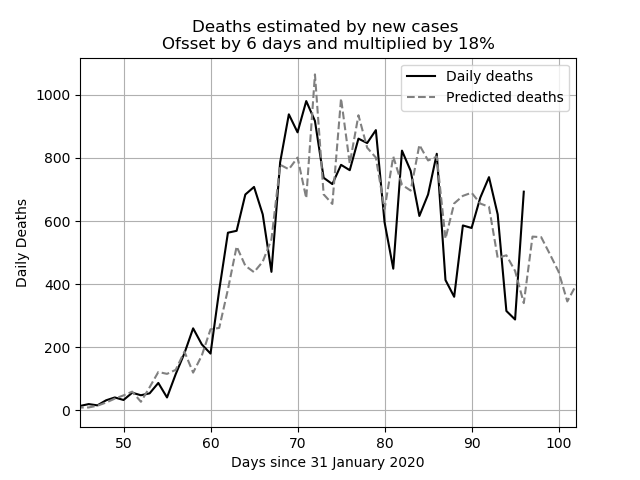 Deaths estimated by new cases
Ofsset by 6 days and multiplied by 18%
Daily deaths
Predicted deaths
Daily Deaths
1000
800
600
400
200
0
50
60
70
80
90
100
Days since 31 January 2020